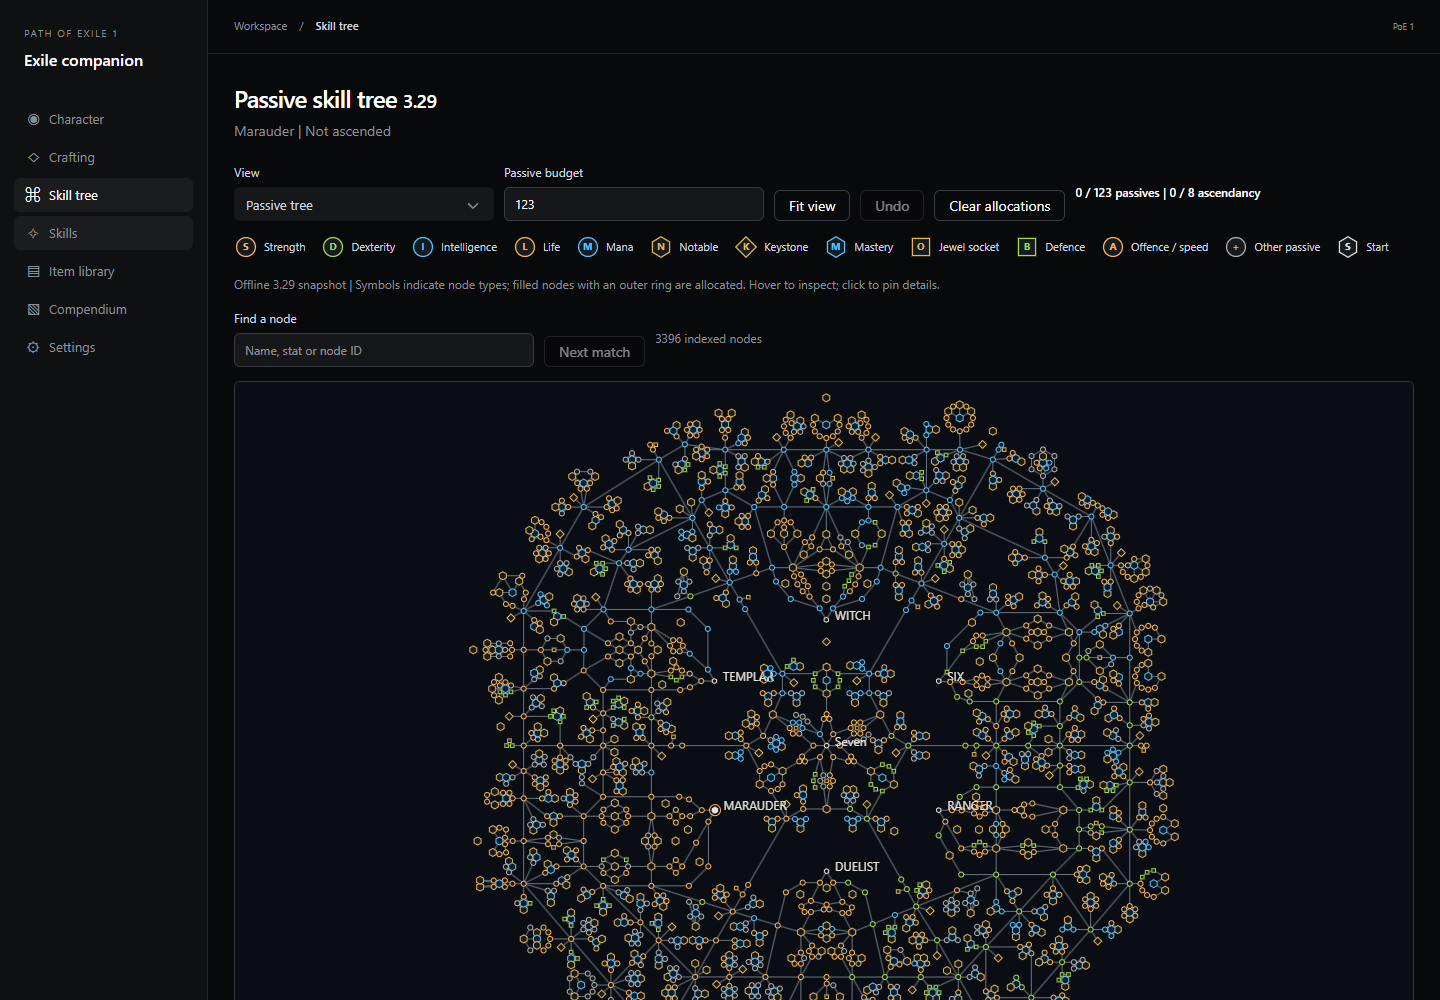 PATH OF EXILE 1
Exile companion
Character
Crafting
Skill tree
Skills
Item library
Compendium
Settings
Workspace / Skill tree
PoE 1
Passive skill tree 3.29
Marauder | Not ascended
View
Passive budget
Passive tree
123
Fit view
Undo
Clear allocations
0 / 123 passives | 0 / 8 ascendancy
S Strength
D Dexterity
I Intelligence
L Life
M Mana
N Notable
K Keystone
M Mastery
O Jewel socket
B Defence
A Offence / speed
+ Other passive
S Start
Offline 3.29 snapshot | Symbols indicate node types; filled nodes with an outer ring are allocated. Hover to inspect; click to pin details.
Find a node
Name, stat or node ID
Next match
3396 indexed nodes
WITCH
TEMPLAR
SIX
Seven
MARAUDER
RANGER
DUELIST